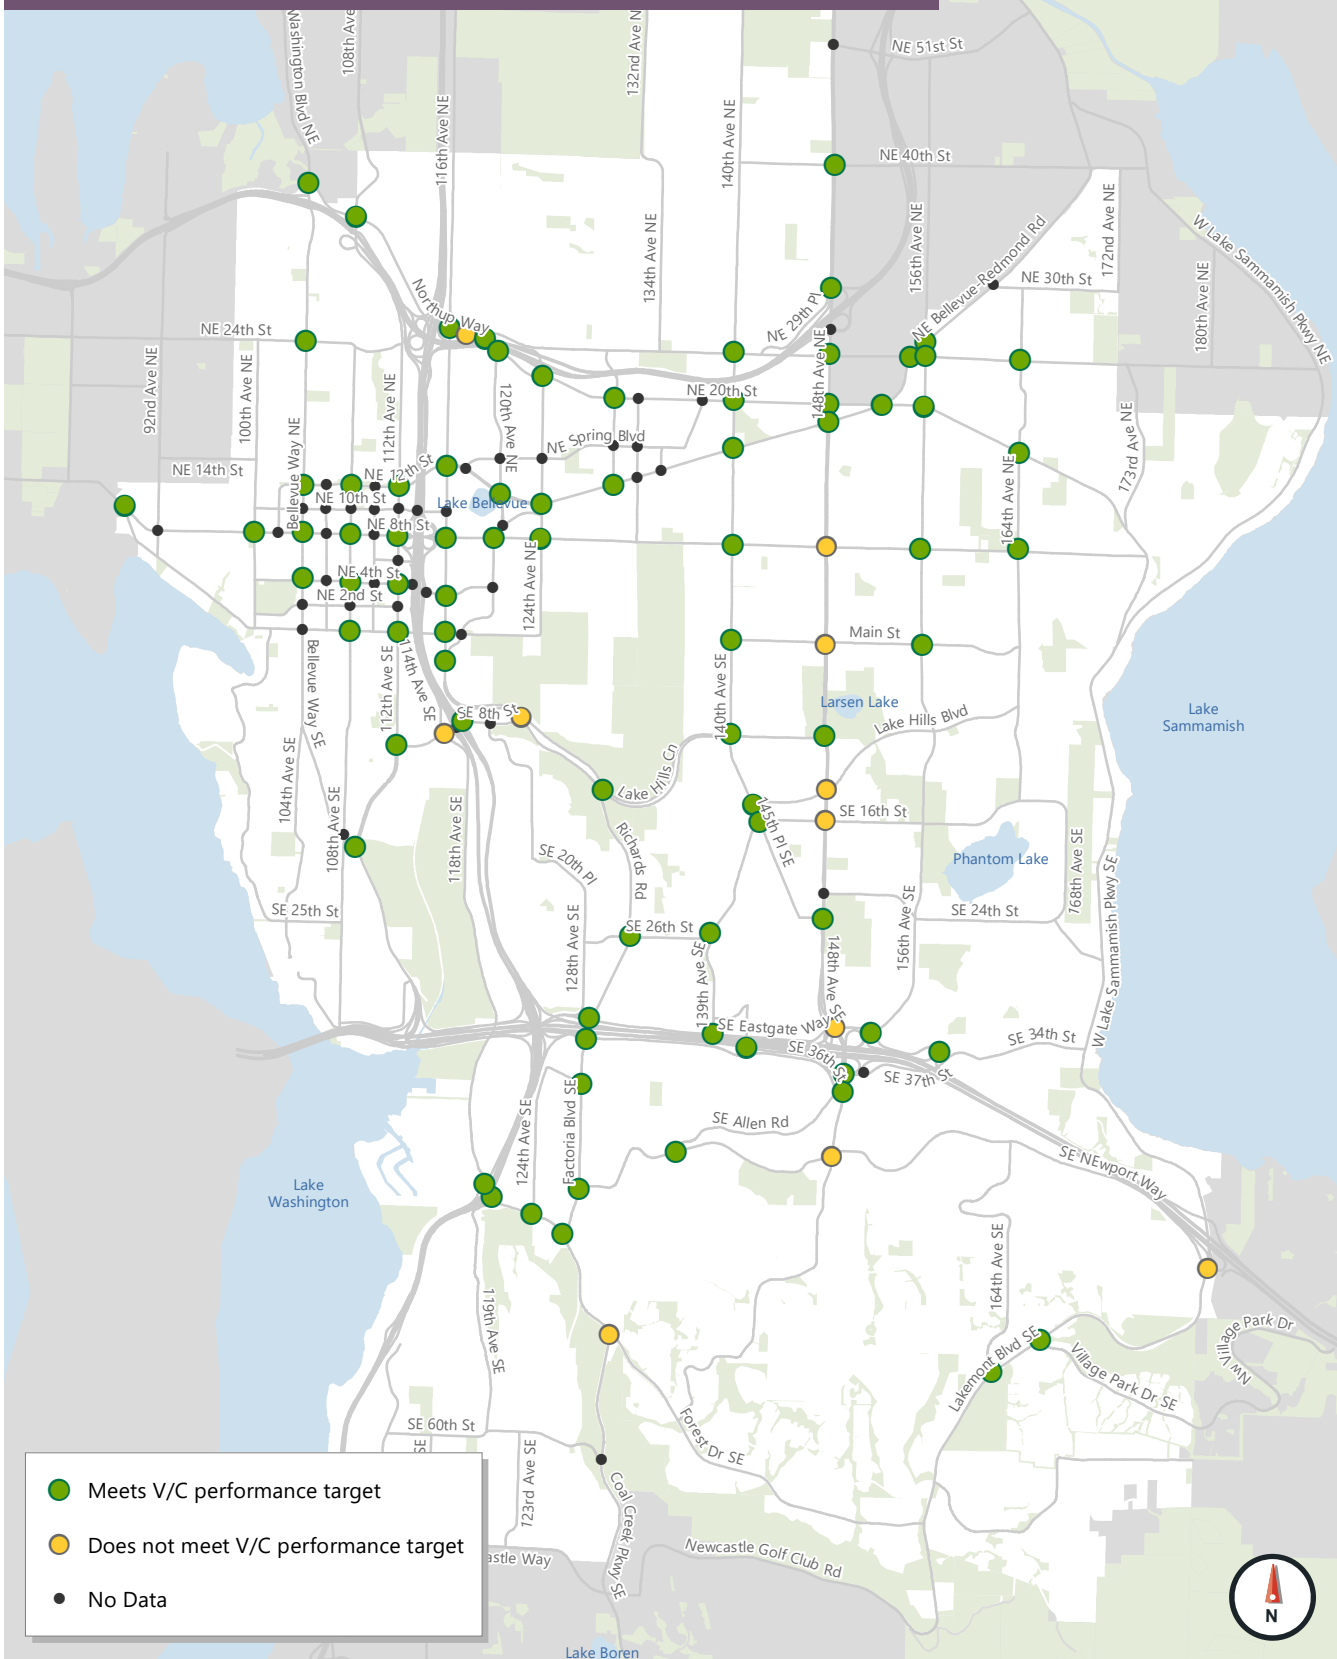 Washington Blvd NE
108th Ave
116th Ave NE
132nd Ave N
140th Ave NE
NE 51st St
NE 40th St
156th Ave NE
172nd Ave NE
NE Bellevue-Redmond Rd
W Lake Sammamish Pkwy NE
134th Ave NE
NE 30th St
180th Ave NE
Northup Way
NE 29th Pl
NE 24th St
148th Ave NE
92nd Ave NE
100th Ave NE
112th Ave NE
120th Ave NE
NE 20th St
173rd Ave NE
NE Spring Blvd
Bellevue Way NE
NE 14th St
NE 12th St
164th Ave NE
NE 10th St
Lake Bellevue
NE 8th St
124th Ave NE
NE 4th St
NE 2nd St
Main St
Bellevue Way SE
112th Ave SE
114th Ave SE
140th Ave SE
SE 8th St
Larsen Lake
Lake Hills Blvd
Lake
Sammamish
104th Ave SE
108th Ave SE
118th Ave SE
Lake Hills Cn
145th Pl SE
SE 16th St
Richards Rd
SE 20th Pl
Phantom Lake
768th Ave SE
SE 25th St
128th Ave SE
SE 26th St
139th Ave SE
148th Ave SE
156th Ave SE
SE 24th St
W Lake Sammamish Pkwy SE
SE Eastgate Way
SE 36th St
SE 34th St
SE 37th St
124th Ave SE
Factoria Blvd SE
SE Allen Rd
SE NEwport Way
Lake
Washington
164th Ave SE
119th Ave SE
Lakemont Blvd SE
Village Park Dr SE
Village Park Dr
NW Village
Forest Dr SE
SE 60th St
SE
123rd Ave SE
Coal Creek Pkwy SE
astle Way
Newcastle Golf Club Rd
Lake Boren
Meets V/C performance target
Does not meet V/C performance target
No Data
N